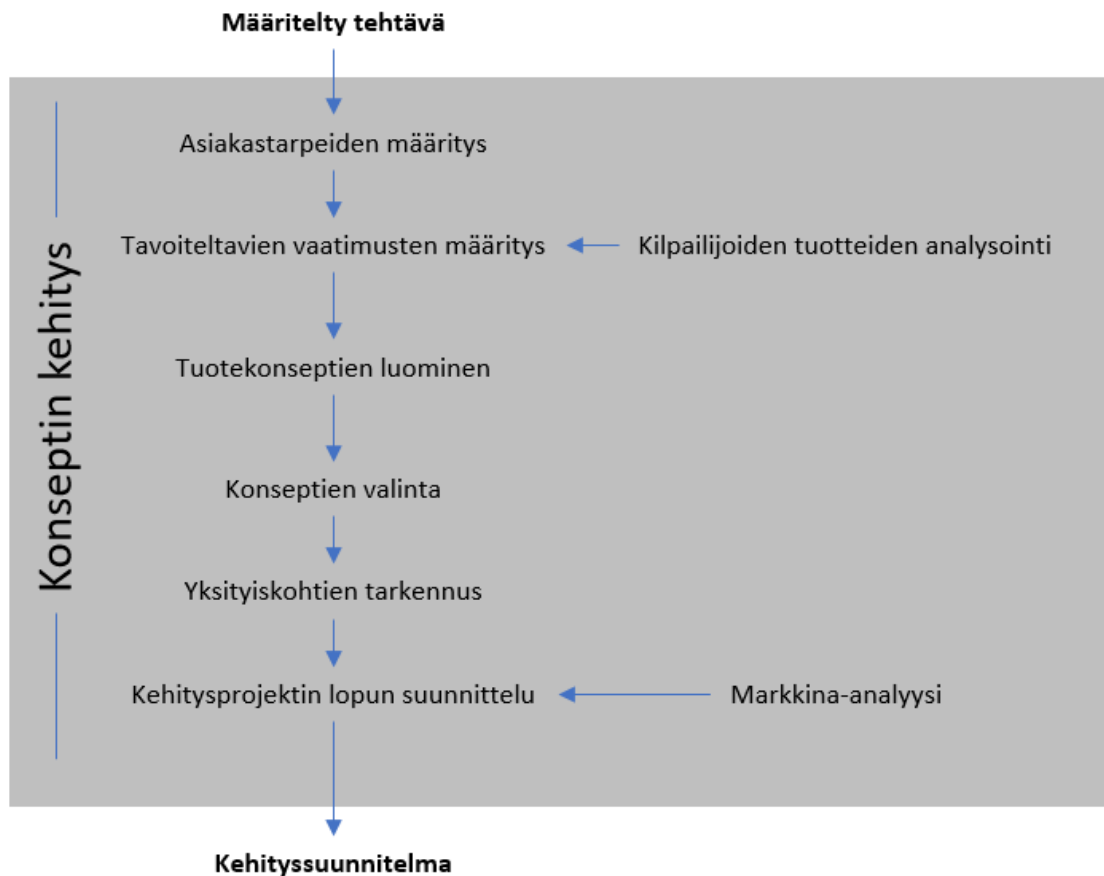 Määritelty tehtävä
Konseptin kehitys
Asiakastarpeiden määritys
Tavoiteltavien vaatimusten määritys
Kilpailijoiden tuotteiden analysointi
Tuotekonseptien luominen
Konseptien valinta
Yksityiskohtien tarkennus
Kehitysprojektin lopun suunnittelu
Markkina-analyysi
Kehityssuunnitelma